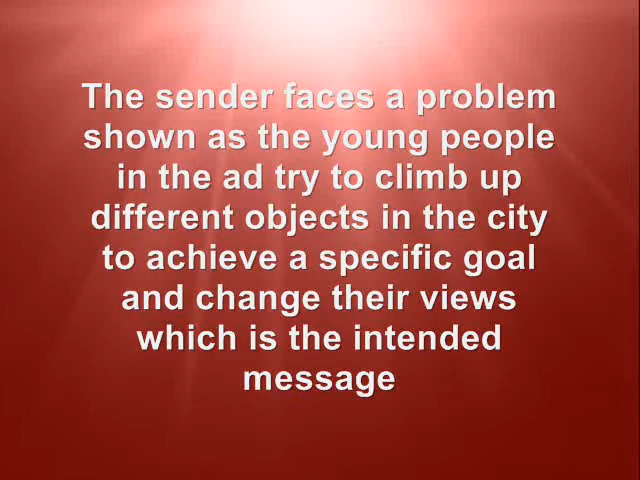 The sender faces a problem
shown as the young people
in the ad try to climb up
different objects in the city
to achieve a specific goal
and change their views
which is the intended
message